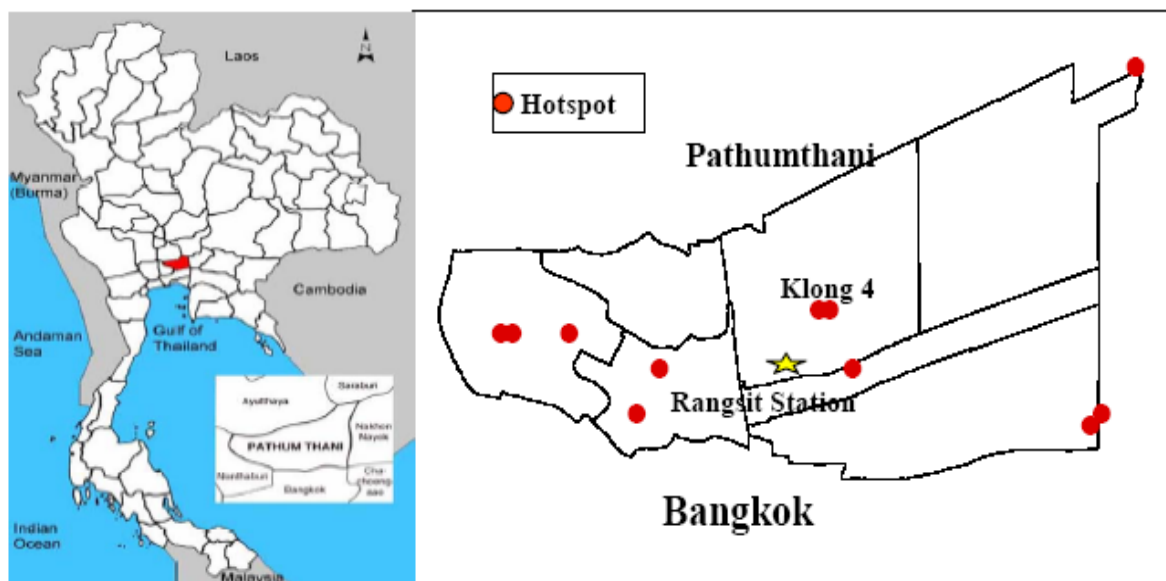 N
Laos
Myanmar
(Burma)
Cambodia
Gulf of
Thailand
Andaman
Sea
Saraburi
Ayutthaya
Nakhon
Nayok
PATHUM THANI
Nonthaburi
Bangkok
Cha-
choeng-
sao
Indian
Ocean
Malaysia
Hotspot
Pathumthani
Klong 4
Rangsit Station
Bangkok